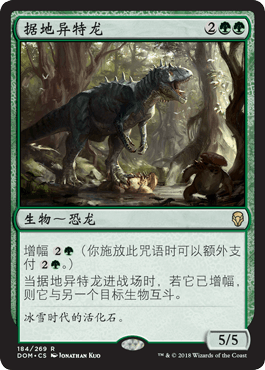 据地异特龙 2
生物～恐龙
增幅 2（你施放此咒语时可以额外支
付 2。）
当据地异特龙进战场时，若它已增幅，
则它与另一个目标生物互斗。
冰雪时代的活化石。
5/5
184/269 R
DOM • CS JONATHAN KUO
™ & © 2018 Wizards of the Coast